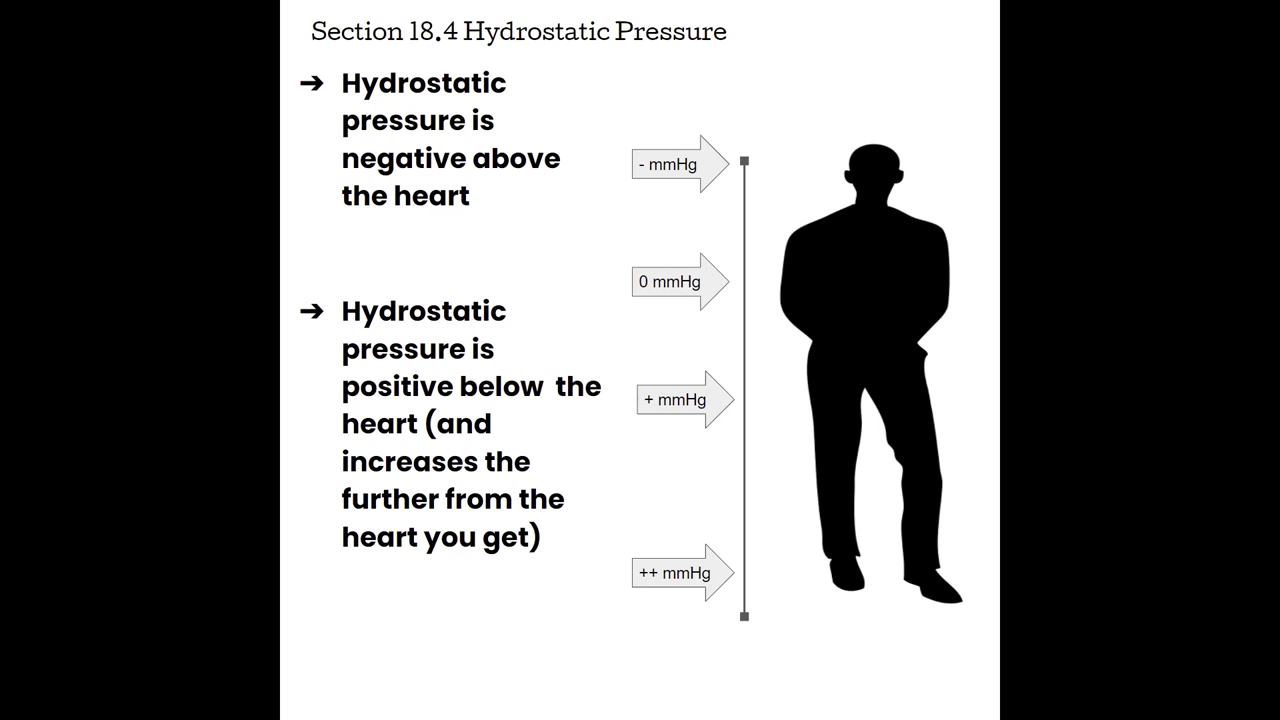 Section 18.4 Hydrostatic Pressure
➔ Hydrostatic
pressure is
negative above
the heart
➔ Hydrostatic
pressure is
positive below the
heart (and
increases the
further from the
heart you get)
- mmHg
0 mmHg
+ mmHg
++ mmHg